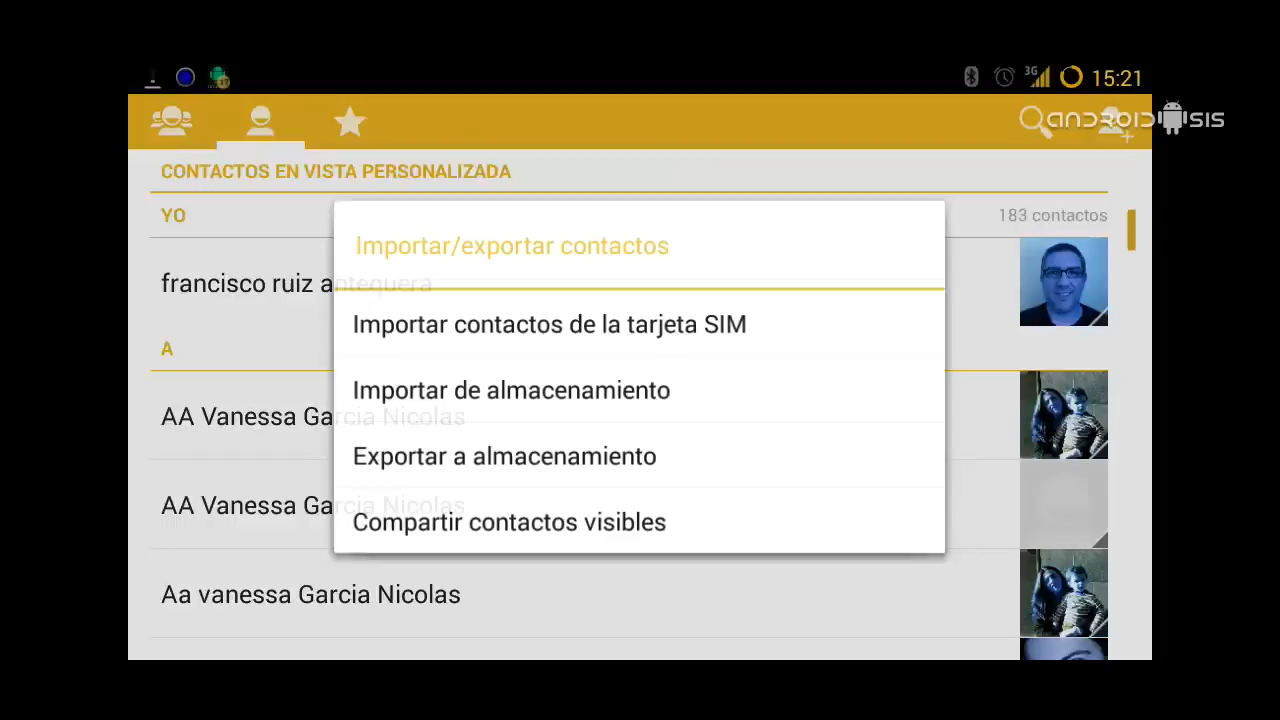 3G 15:21
ANDROIDSIS
CONTACTOS EN VISTA PERSONALIZADA
YO
183 contactos
Importar/exportar contactos
francisco ruiz antequera
Importar contactos de la tarjeta SIM
A
Importar de almacenamiento
AA Vanessa Garcia Nicolas
Exportar a almacenamiento
AA Vanessa Garcia Nicolas
Compartir contactos visibles
Aa vanessa Garcia Nicolas